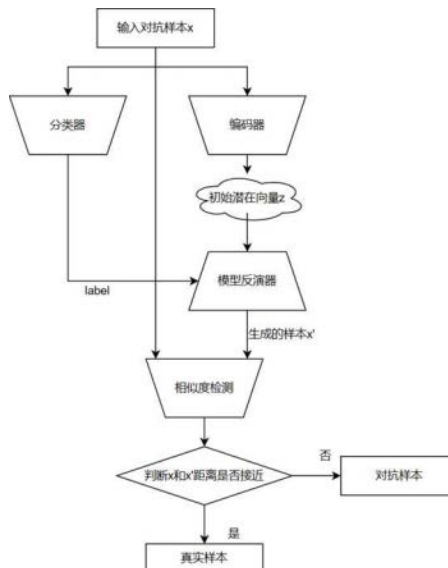 输入对抗样本x
分类器
编码器
初始潜在向量z
模型反演器
label
生成的样本x'
相似度检测
判断x和x'距离是否接近
否
对抗样本
是
真实样本